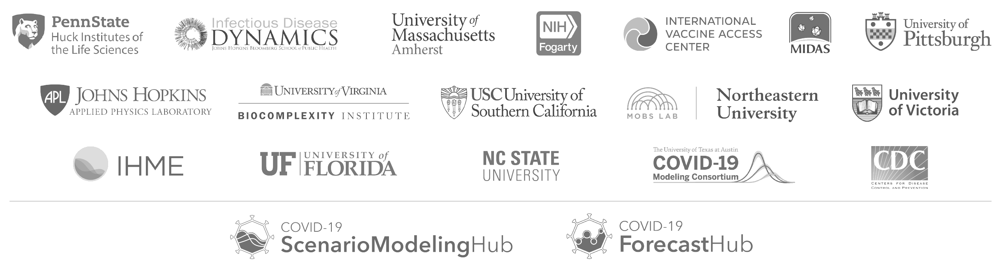 PennState
Huck Institutes of
the Life Sciences
Infectious Disease
DYNAMICS
JOHNS HOPKINS BLOOMBERG SCHOOL of PUBLIC HEALTH
University of
Massachusetts
Amherst
NIH
Fogarty
INTERNATIONAL
VACCINE ACCESS
CENTER
MIDAS
University of
Pittsburgh
APL
JOHNS HOPKINS
APPLIED PHYSICS LABORATORY
UNIVERSITY of VIRGINIA
BIOCOMPLEXITY INSTITUTE
USC University of
Southern California
MOBS LAB
Northeastern
University
University
of Victoria
IHME
UF UNIVERSITY of
FLORIDA
NC STATE
UNIVERSITY
The University of Texas at Austin
COVID-19
Modeling Consortium
CDC
CENTERS FOR DISEASE
CONTROL AND PREVENTION
COVID-19
ScenarioModelingHub
COVID-19
ForecastHub